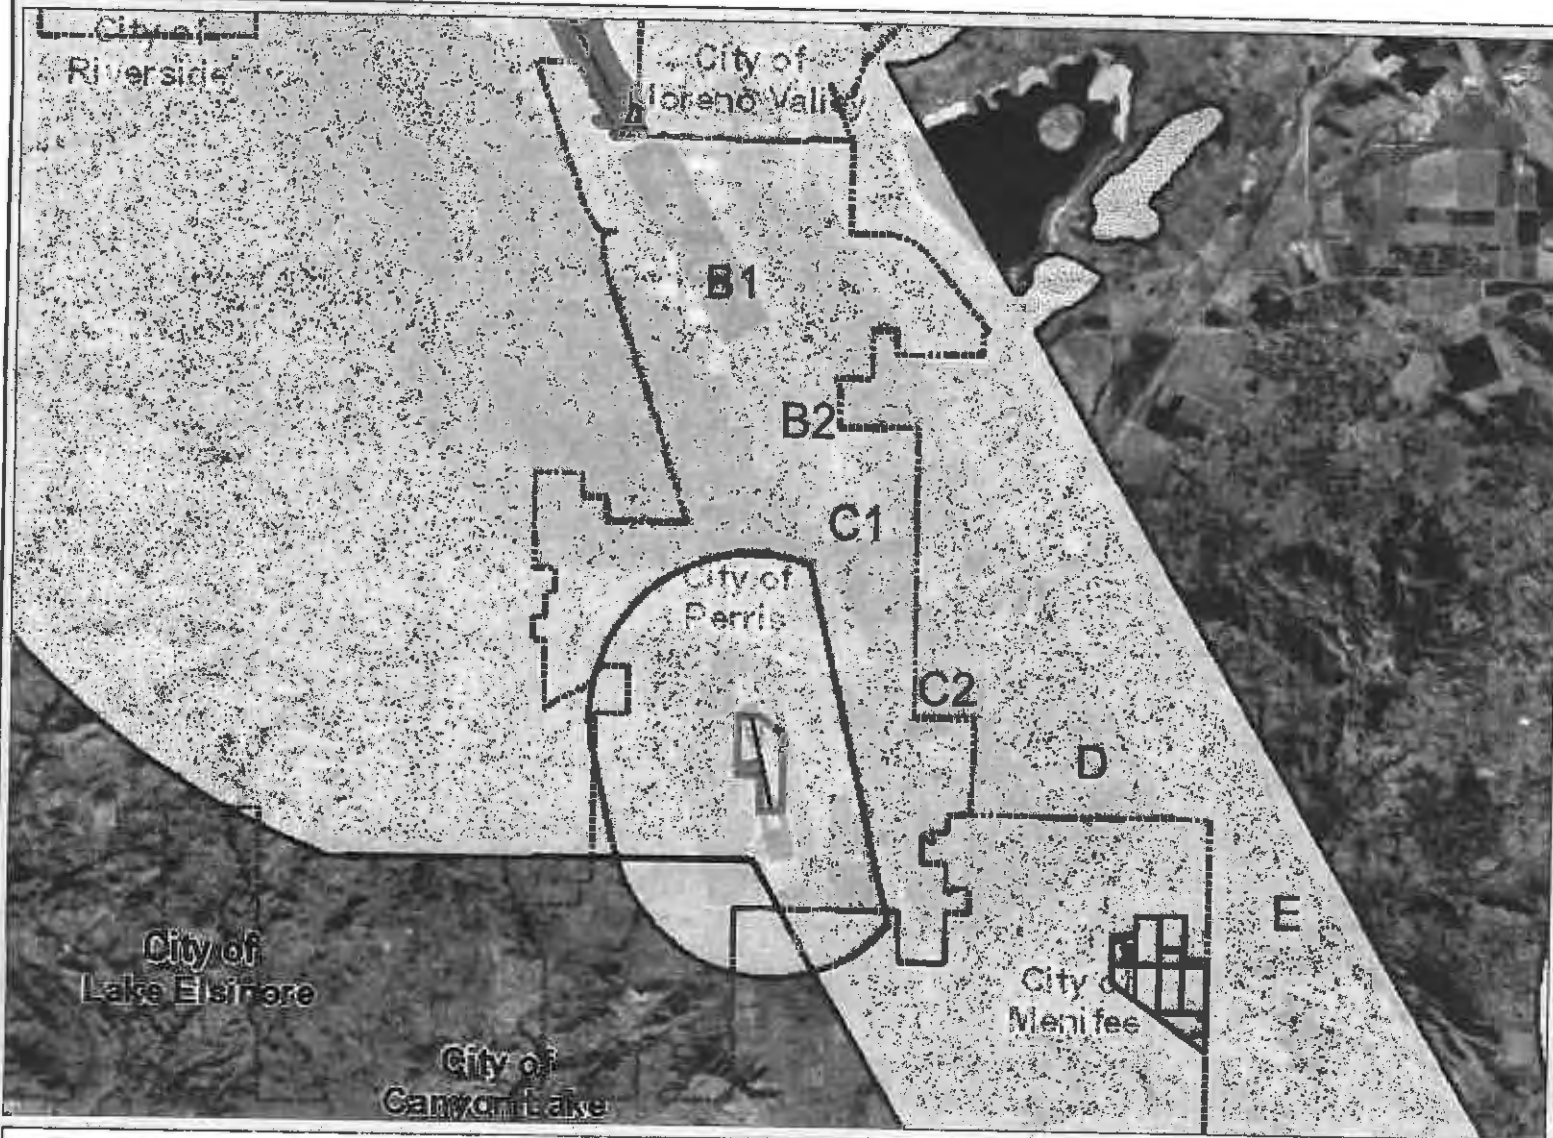 City of
Riverside
City of
Moreno Valley
B1
B2
C1
City of
Perris
C2
D
E
City of
Lake Elsinore
City of
Menifee
City of
Canyon Lake